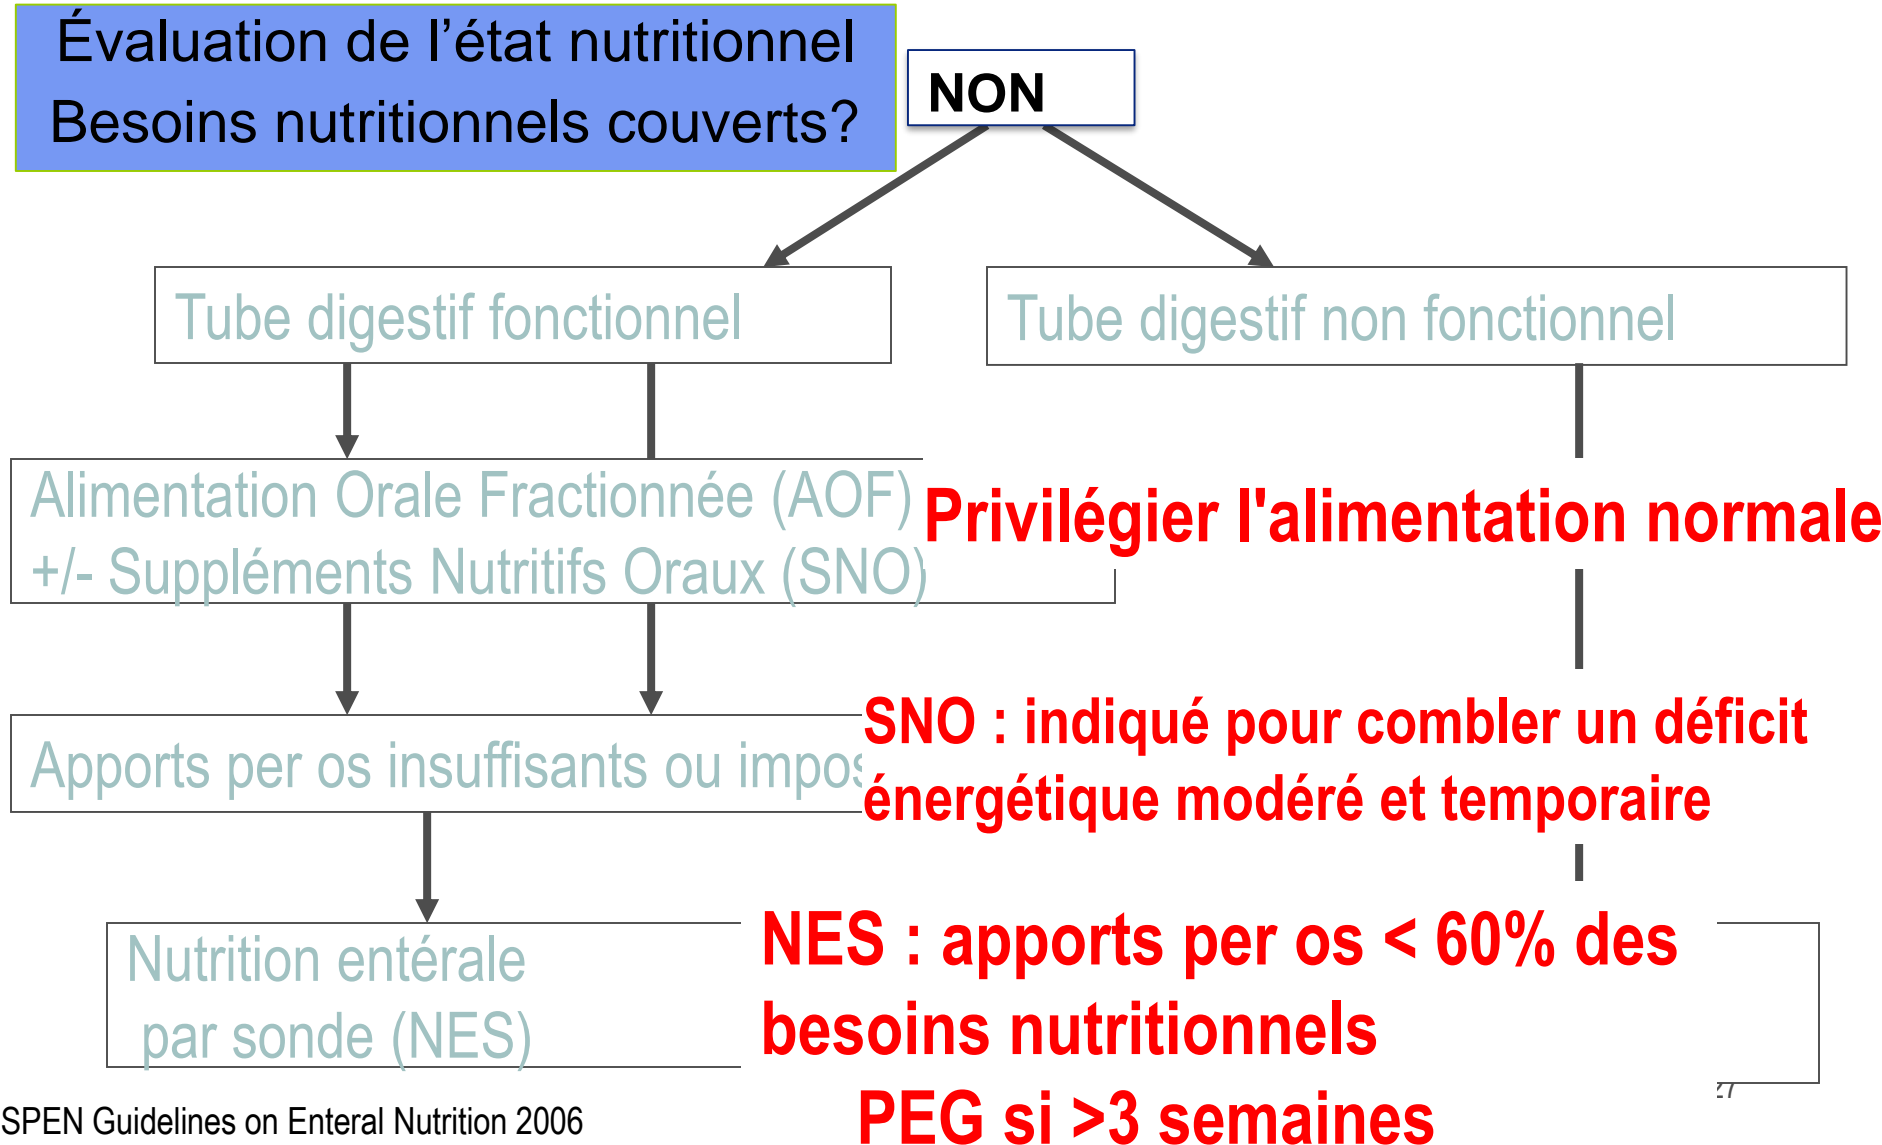 Évaluation de l’état nutritionnel
Besoins nutritionnels couverts?
NON
Tube digestif fonctionnel
Tube digestif non fonctionnel
Alimentation Orale Fractionnée (AOF)
+/- Suppléments Nutritifs Oraux (SNO)
Privilégier l'alimentation normale
Apports per os insuffisants ou impos
SNO : indiqué pour combler un déficit
énergétique modéré et temporaire
Nutrition entérale
par sonde (NES)
NES : apports per os < 60% des
besoins nutritionnels
PEG si >3 semaines
SPEN Guidelines on Enteral Nutrition 2006
27